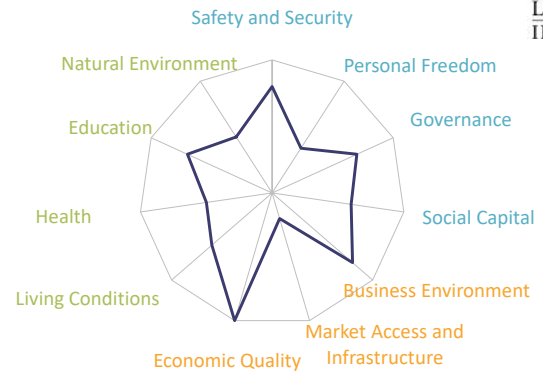 Safety and Security
Natural Environment
Personal Freedom
Education
Governance
Health
Social Capital
Living Conditions
Business Environment
Market Access and
Infrastructure
Economic Quality